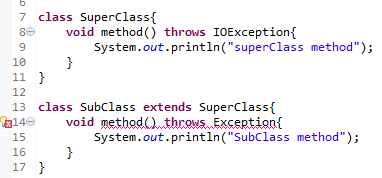 6
7 class SuperClass{
8 void method() throws IOException{
9 System.out.println("superClass method");
10 }
11 }
12
13 class SubClass extends SuperClass{
14 void method() throws Exception{
15 System.out.println("SubClass method");
16 }
17 }